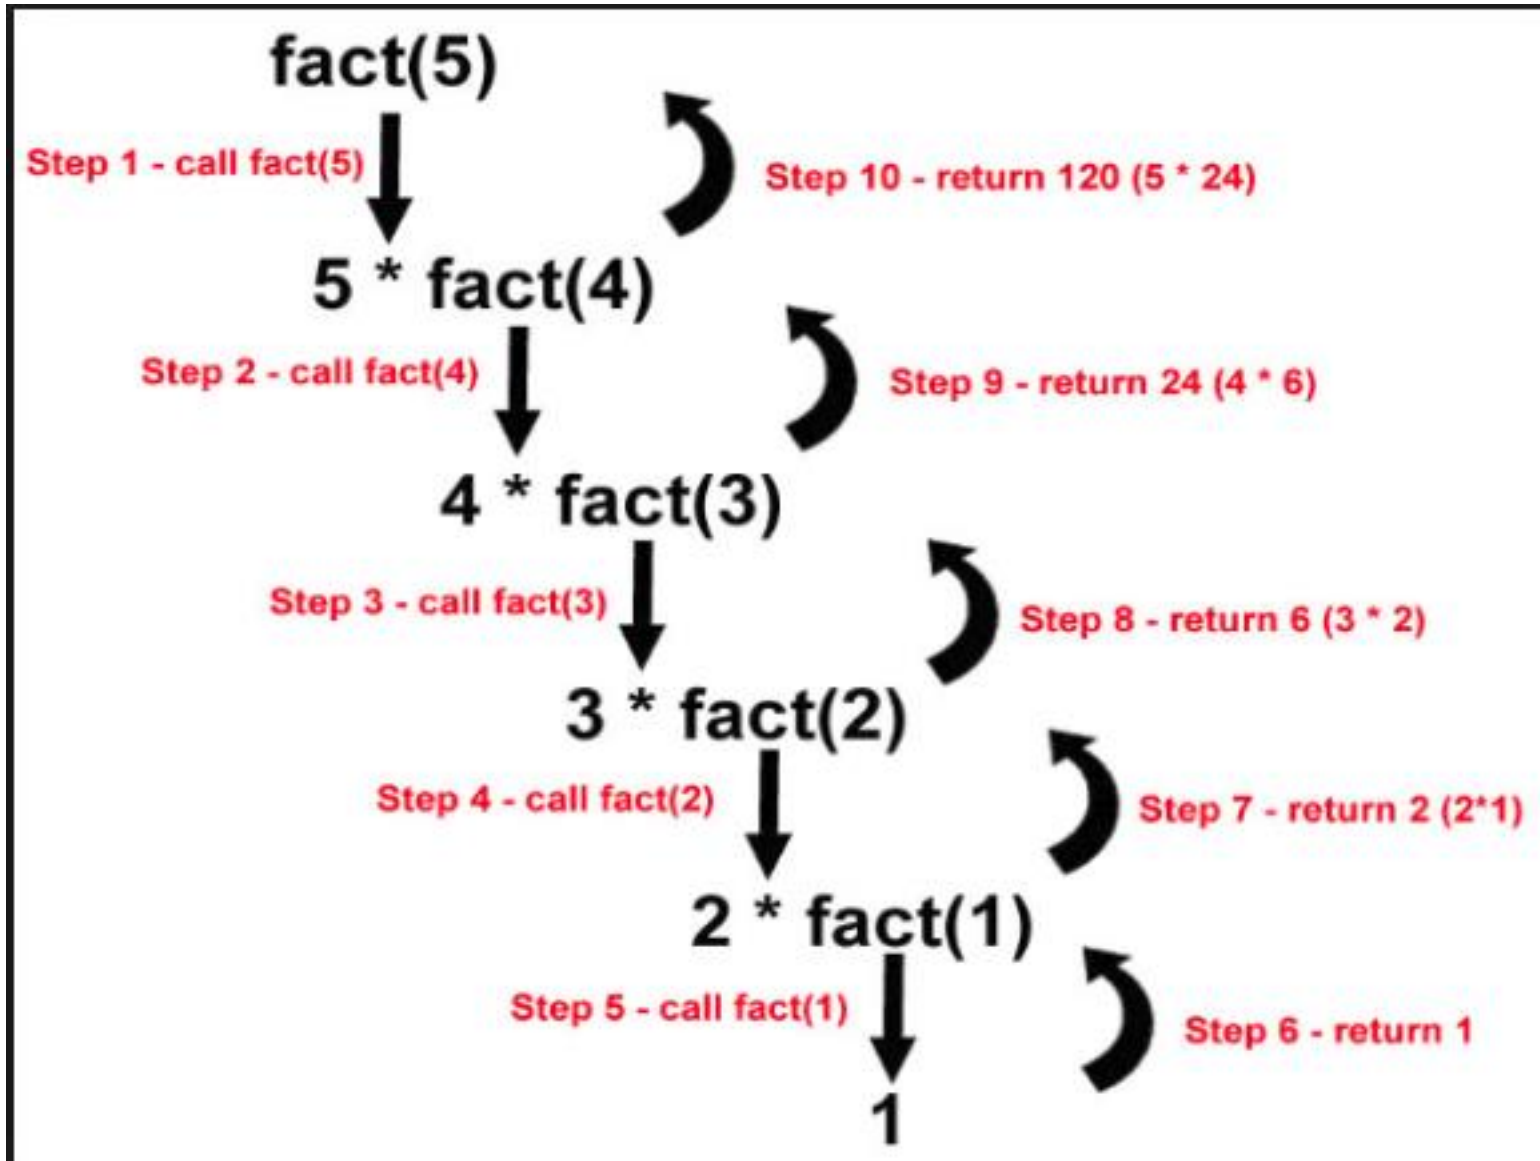 fact(5)
Step 1 - call fact(5)
Step 10 - return 120 (5 * 24)
5 * fact(4)
Step 2 - call fact(4)
Step 9 - return 24 (4 * 6)
4 * fact(3)
Step 3 - call fact(3)
Step 8 - return 6 (3 * 2)
3 * fact(2)
Step 4 - call fact(2)
Step 7 - return 2 (2*1)
2 * fact(1)
Step 5 - call fact(1)
Step 6 - return 1
1